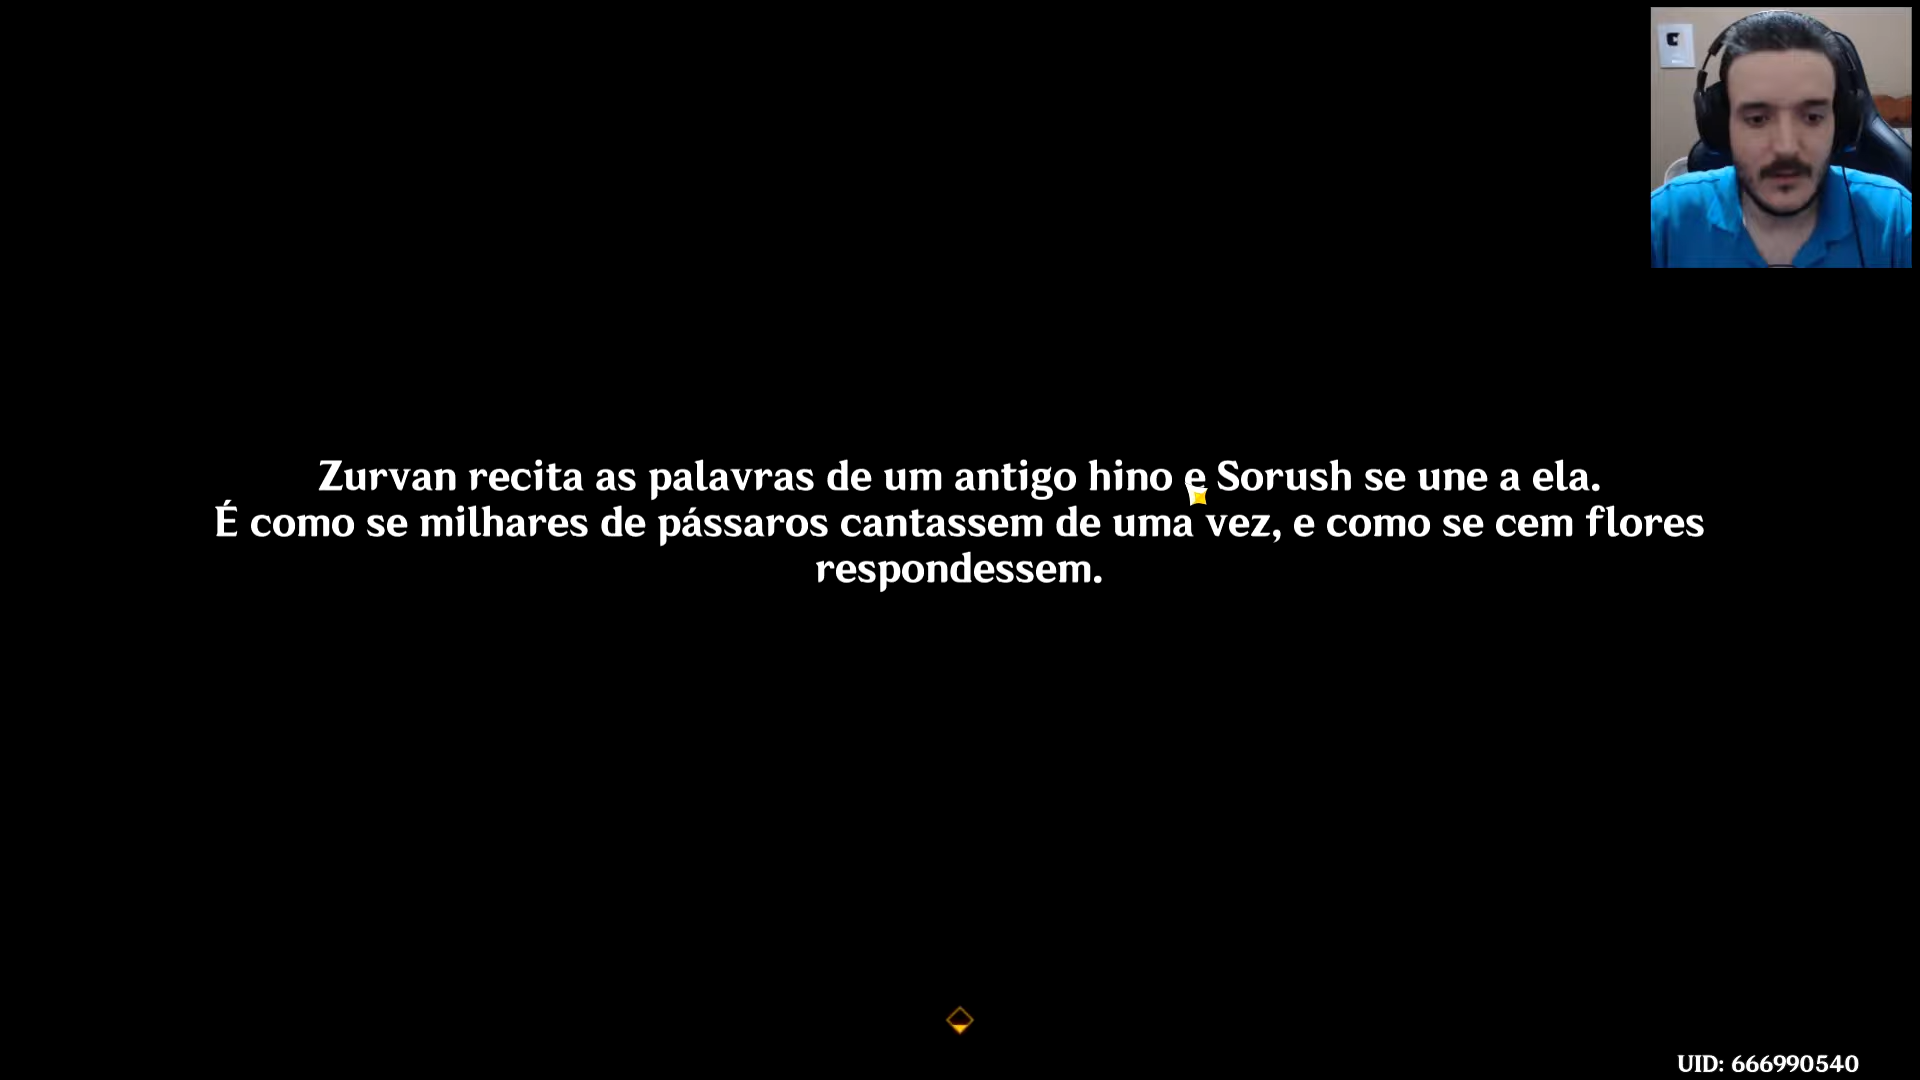 Zurvan recita as palavras de um antigo hino e Sorush se une a ela.
É como se milhares de pássaros cantassem de uma vez, e como se cem flores
respondessem.
UID: 666990540